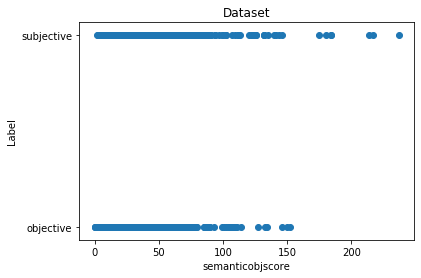 Dataset
subjective
Label
objective
0 50 100 150 200
semanticobjscore